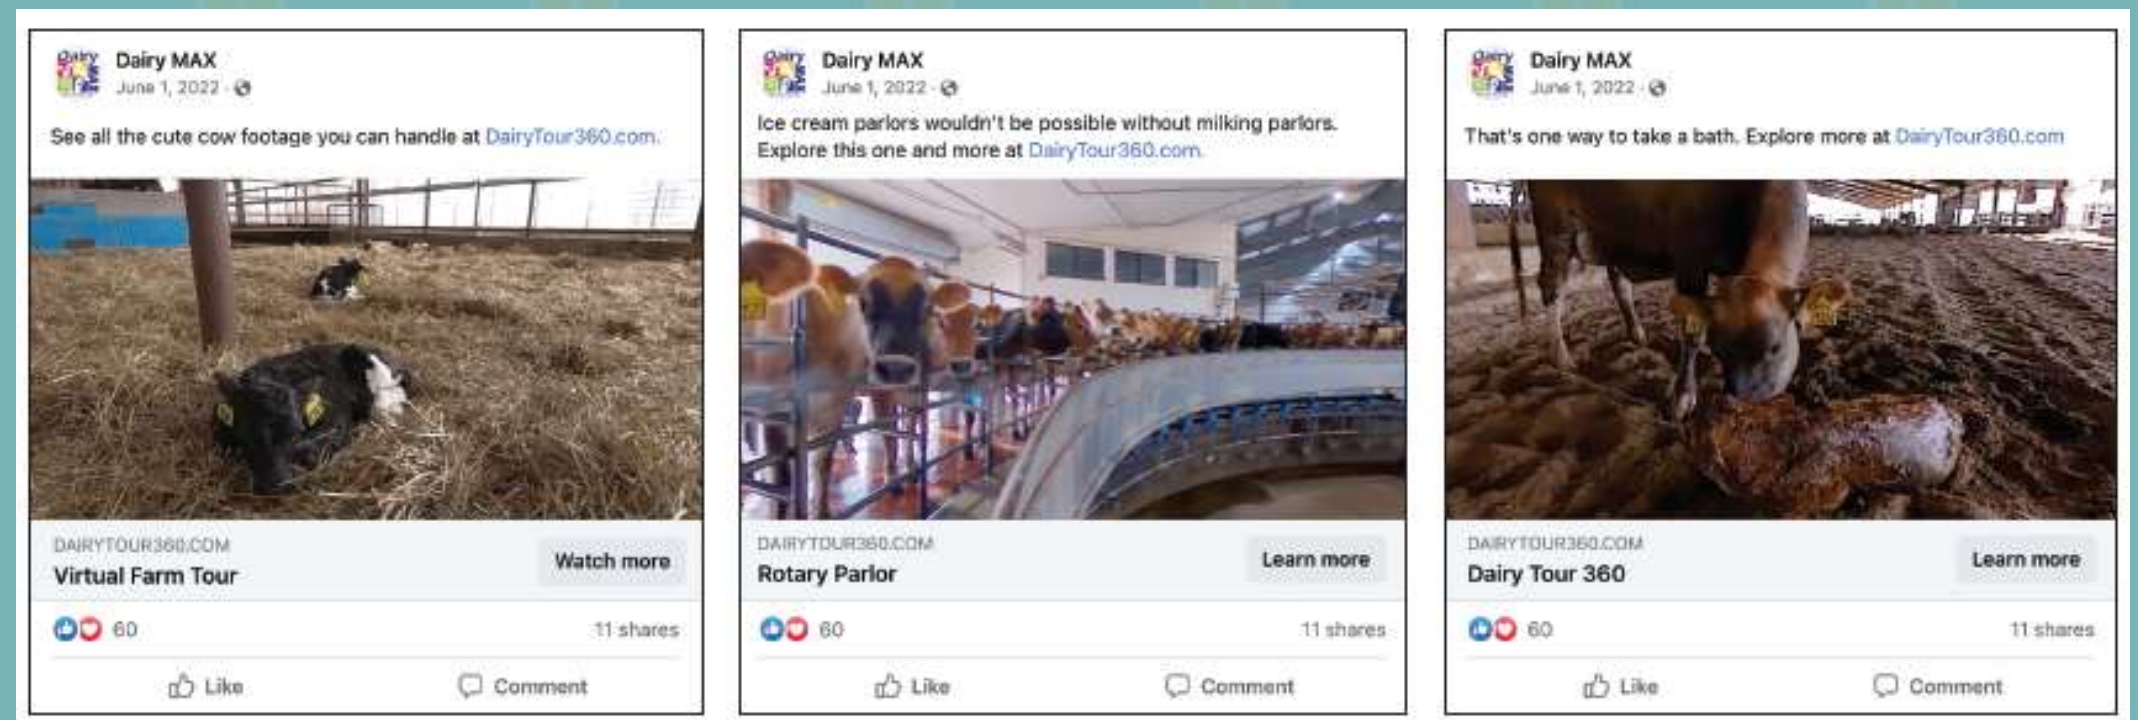 Dairy MAX
June 1, 2022
See all the cute cow footage you can handle at DairyTour360.com.
DAIRYTOUR360.COM
Virtual Farm Tour
Watch more
60
11 shares
Like
Comment
Dairy MAX
June 1, 2022
Ice cream parlors wouldn't be possible without milking parlors.
Explore this one and more at DairyTour360.com.
DAIRYTOUR360.COM
Rotary Parlor
Learn more
60
11 shares
Like
Comment
Dairy MAX
June 1, 2022
That's one way to take a bath. Explore more at DairyTour360.com
DAIRYTOUR360.COM
Dairy Tour 360
Learn more
60
11 shares
Like
Comment